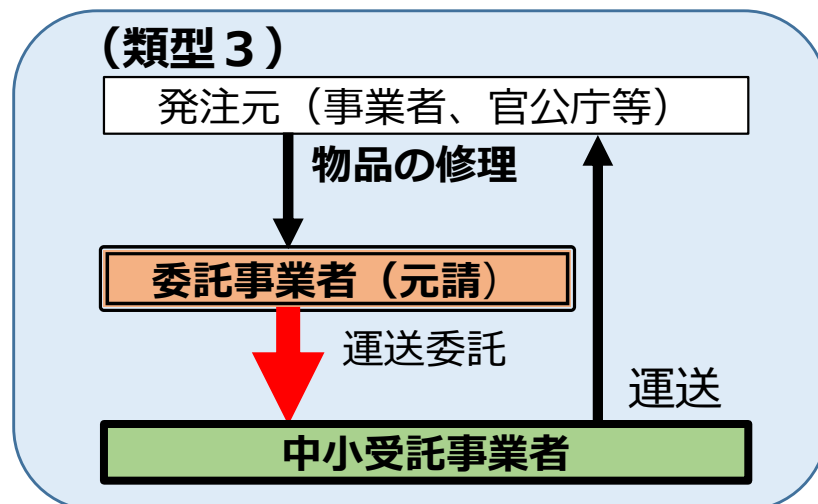 （類型３）
発注元（事業者、官公庁等）
物品の修理
委託事業者（元請）
運送委託
運送
中小受託事業者